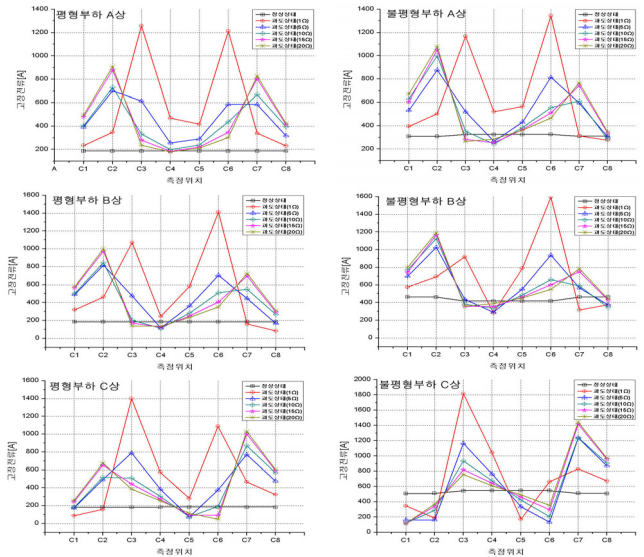 평형부하 A상
정상상태
과도상태(1Ω)
과도상태(5Ω)
과도상태(10Ω)
과도상태(15Ω)
과도상태(20Ω)
고장전류[A]
1400
1200
1000
800
600
400
200
A C1 C2 C3 C4 C5 C6 C7 C8
측정위치
불평형부하 A상
정상상태
과도상태(1Ω)
과도상태(5Ω)
과도상태(10Ω)
과도상태(15Ω)
과도상태(20Ω)
고장전류[A]
1400
1200
1000
800
600
400
200
C1 C2 C3 C4 C5 C6 C7 C8
측정위치
평형부하 B상
정상상태
과도상태(1Ω)
과도상태(5Ω)
과도상태(10Ω)
과도상태(15Ω)
과도상태(20Ω)
고장전류[A]
1600
1400
1200
1000
800
600
400
200
0
C1 C2 C3 C4 C5 C6 C7 C8
측정위치
불평형부하 B상
정상상태
과도상태(1Ω)
과도상태(5Ω)
과도상태(10Ω)
과도상태(15Ω)
과도상태(20Ω)
고장전류[A]
1600
1400
1200
1000
800
600
400
200
0
C1 C2 C3 C4 C5 C6 C7 C8
측정위치
평형부하 C상
정상상태
과도상태(1Ω)
과도상태(5Ω)
과도상태(10Ω)
과도상태(15Ω)
과도상태(20Ω)
고장전류[A]
1600
1400
1200
1000
800
600
400
200
0
C1 C2 C3 C4 C5 C6 C7 C8
측정위치
불평형부하 C상
정상상태
과도상태(1Ω)
과도상태(5Ω)
과도상태(10Ω)
과도상태(15Ω)
과도상태(20Ω)
고장전류[A]
2000
1800
1600
1400
1200
1000
800
600
400
200
0
C1 C2 C3 C4 C5 C6 C7 C8
측정위치